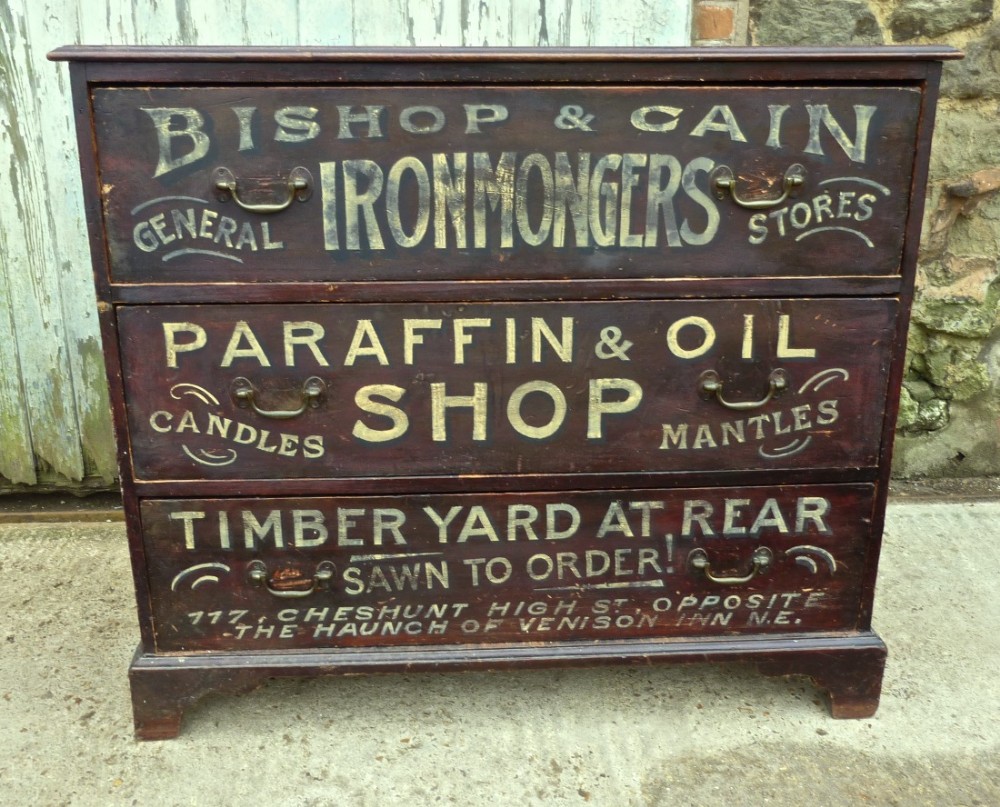 BISHOP & CAIN
IRONMONGERS
GENERAL STORES
PARAFFIN & OIL
SHOP
CANDLES MANTLES
TIMBER YARD AT REAR
SAWN TO ORDER!
117, CHESHUNT HIGH ST. OPPOSITE
THE HAUNCH OF VENISON INN N.E.